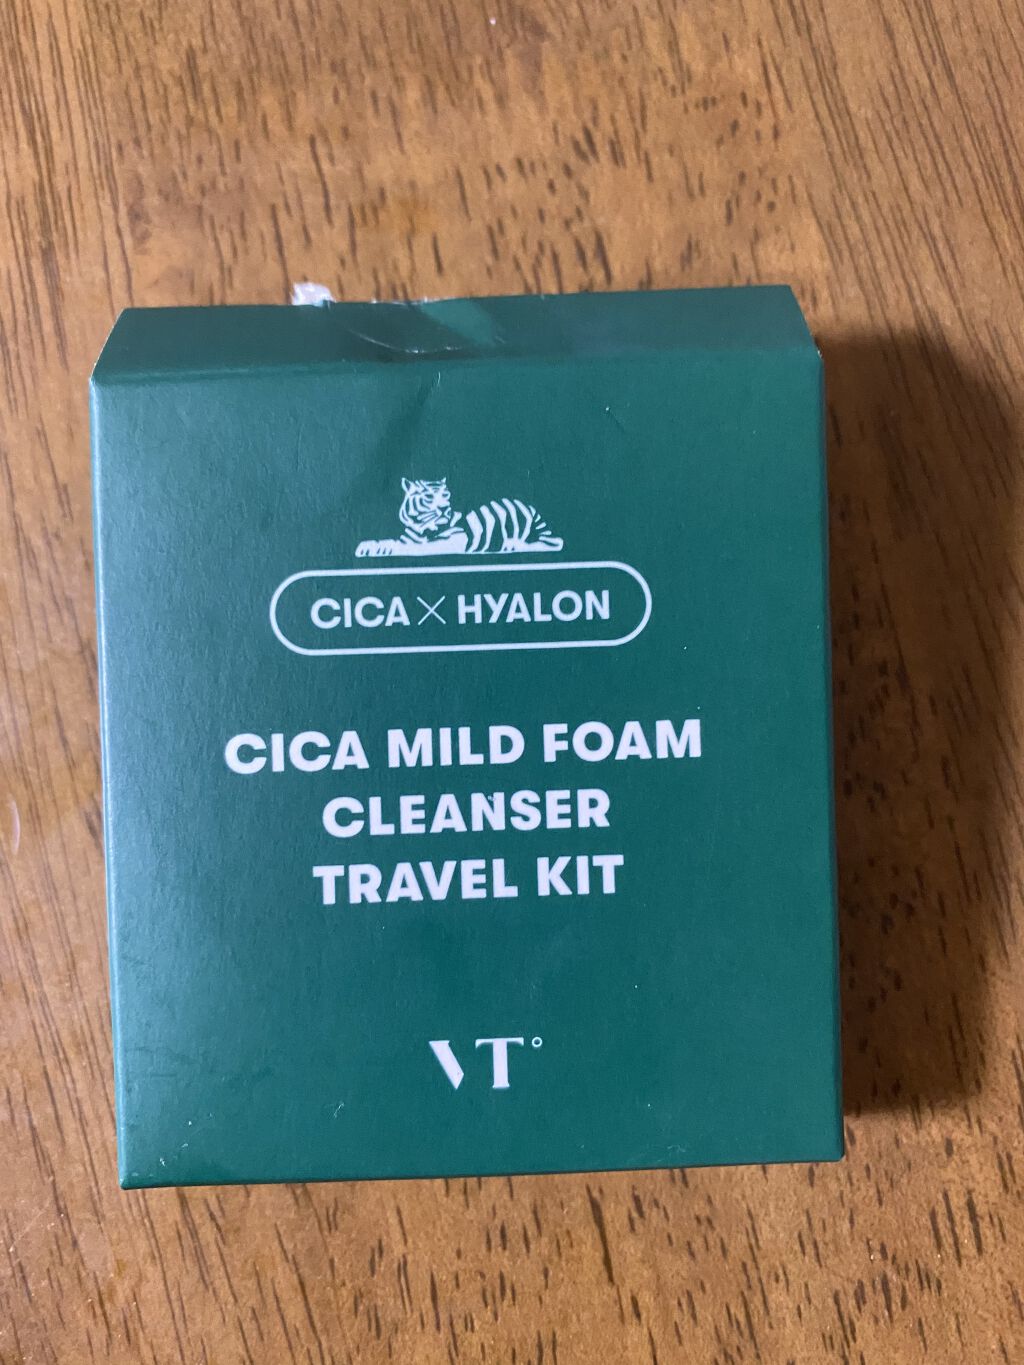 CICA × HYALON
CICA MILD FOAM
CLEANSER
TRAVEL KIT
VT°